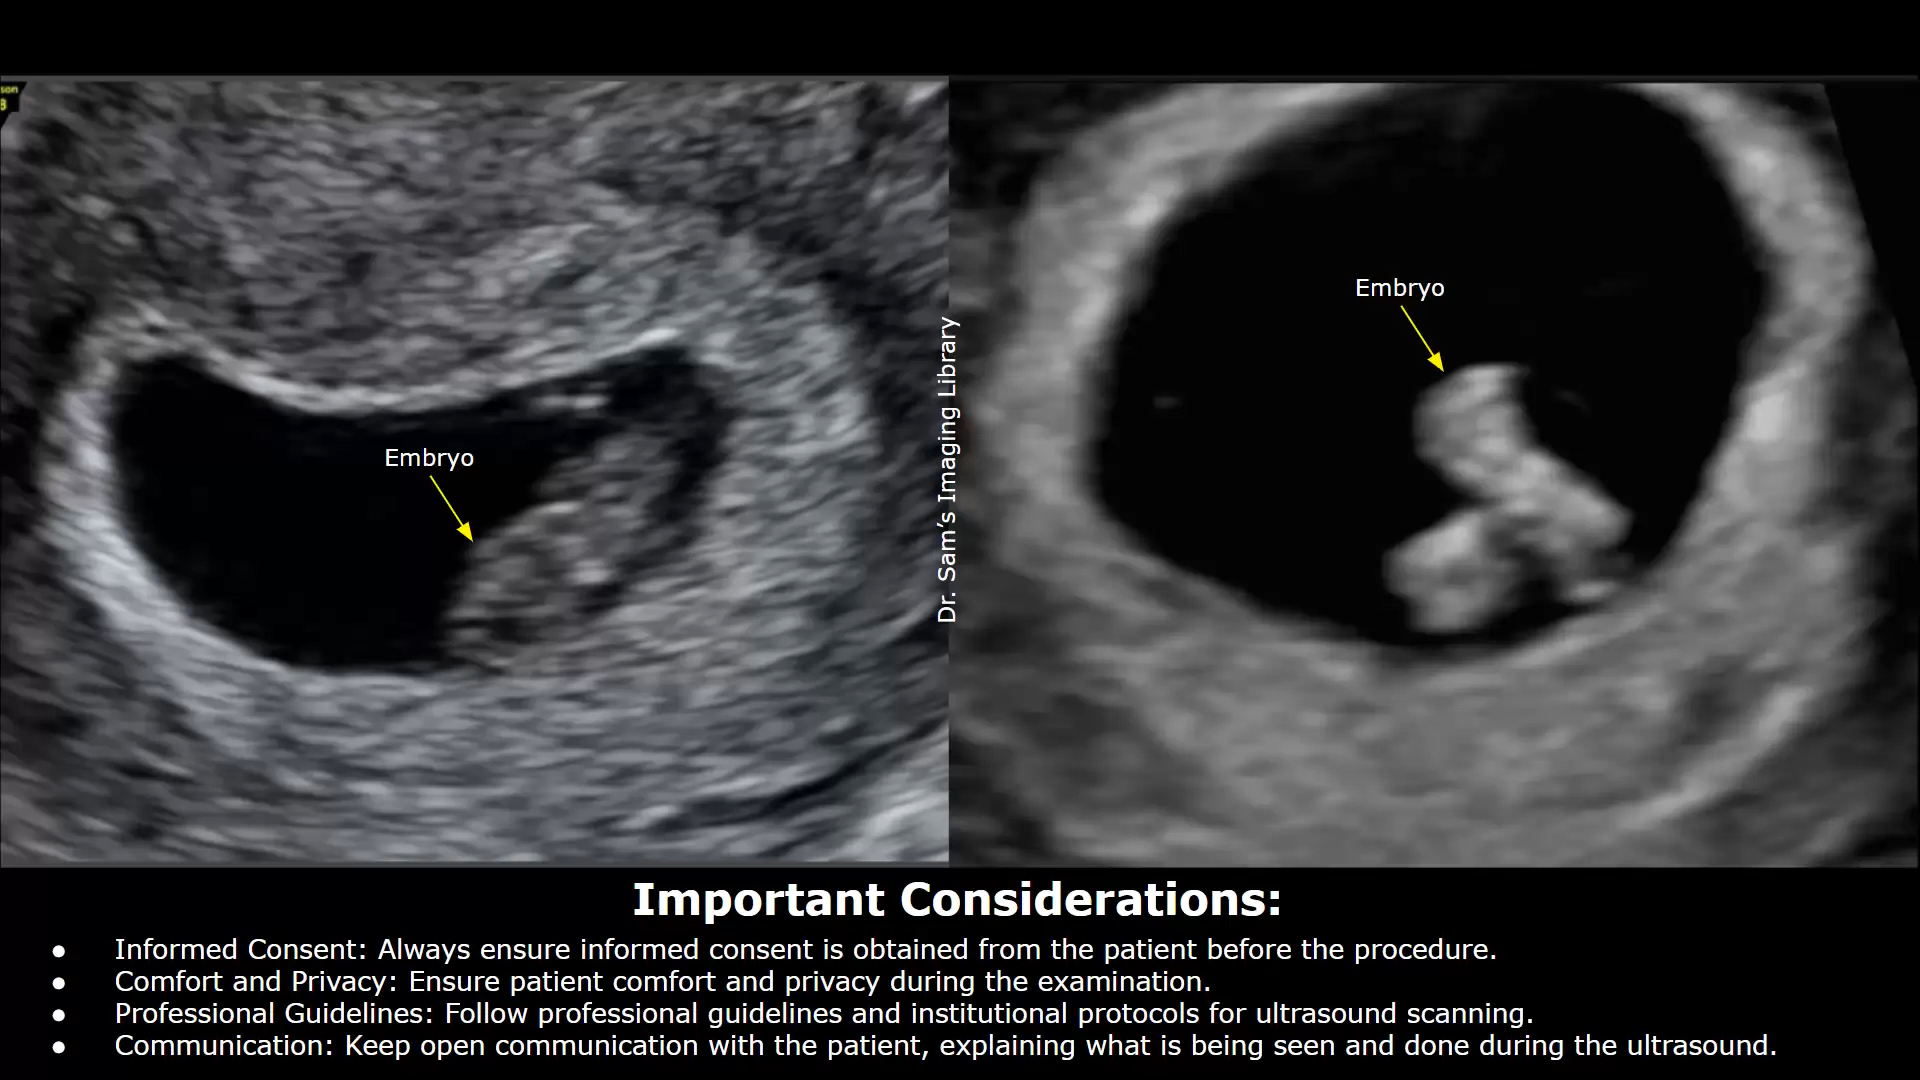 son
8
Embryo
Embryo
Dr. Sam's Imaging Library
Important Considerations:
● Informed Consent: Always ensure informed consent is obtained from the patient before the procedure.
● Comfort and Privacy: Ensure patient comfort and privacy during the examination.
● Professional Guidelines: Follow professional guidelines and institutional protocols for ultrasound scanning.
● Communication: Keep open communication with the patient, explaining what is being seen and done during the ultrasound.